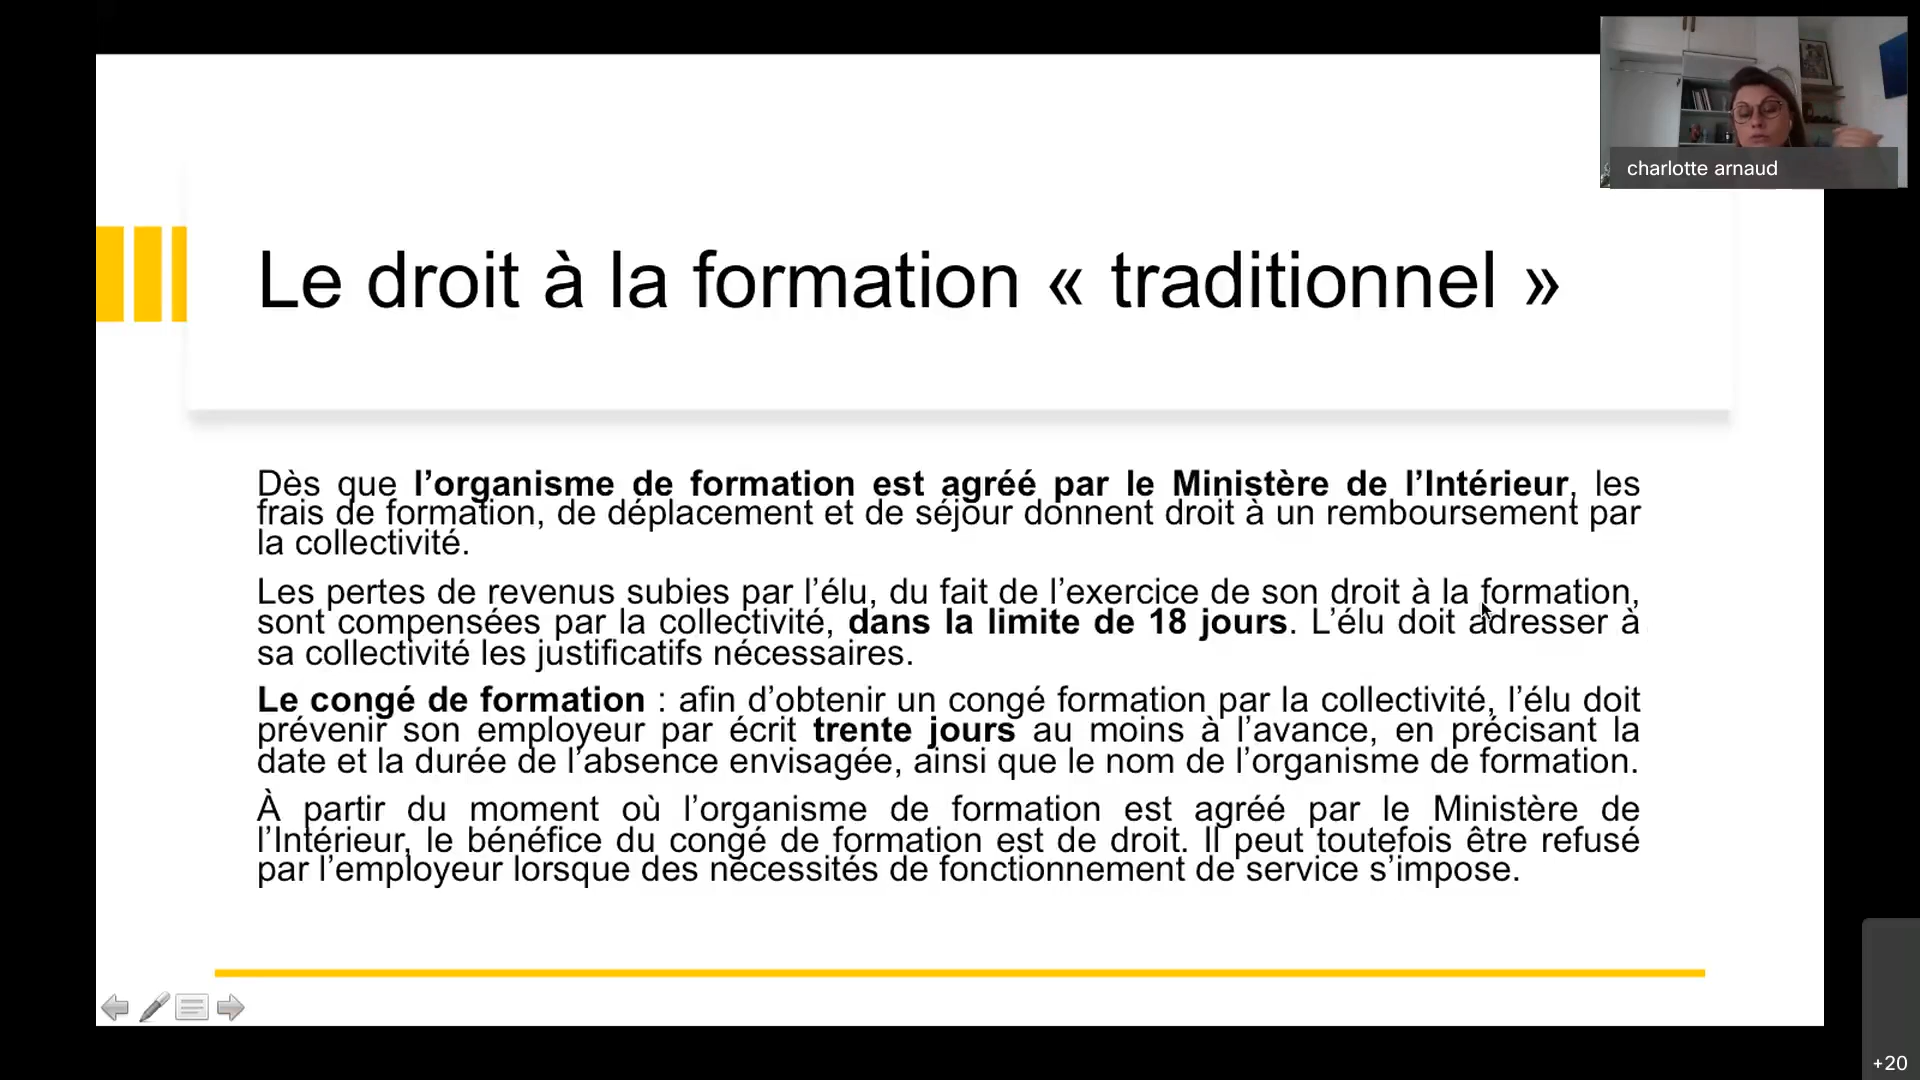 charlotte arnaud
Le droit à la formation « traditionnel »
Dès que l’organisme de formation est agréé par le Ministère de l’Intérieur, les
frais de formation, de déplacement et de séjour donnent droit à un remboursement par
la collectivité.
Les pertes de revenus subies par l’élu, du fait de l’exercice de son droit à la formation,
sont compensées par la collectivité, dans la limite de 18 jours. L’élu doit adresser à
sa collectivité les justificatifs nécessaires.
Le congé de formation : afin d’obtenir un congé formation par la collectivité, l’élu doit
prévenir son employeur par écrit trente jours au moins à l’avance, en précisant la
date et la durée de l’absence envisagée, ainsi que le nom de l’organisme de formation.
À partir du moment où l’organisme de formation est agréé par le Ministère de
l’Intérieur, le bénéfice du congé de formation est de droit. Il peut toutefois être refusé
par l’employeur lorsque des nécessités de fonctionnement de service s’impose.
+20